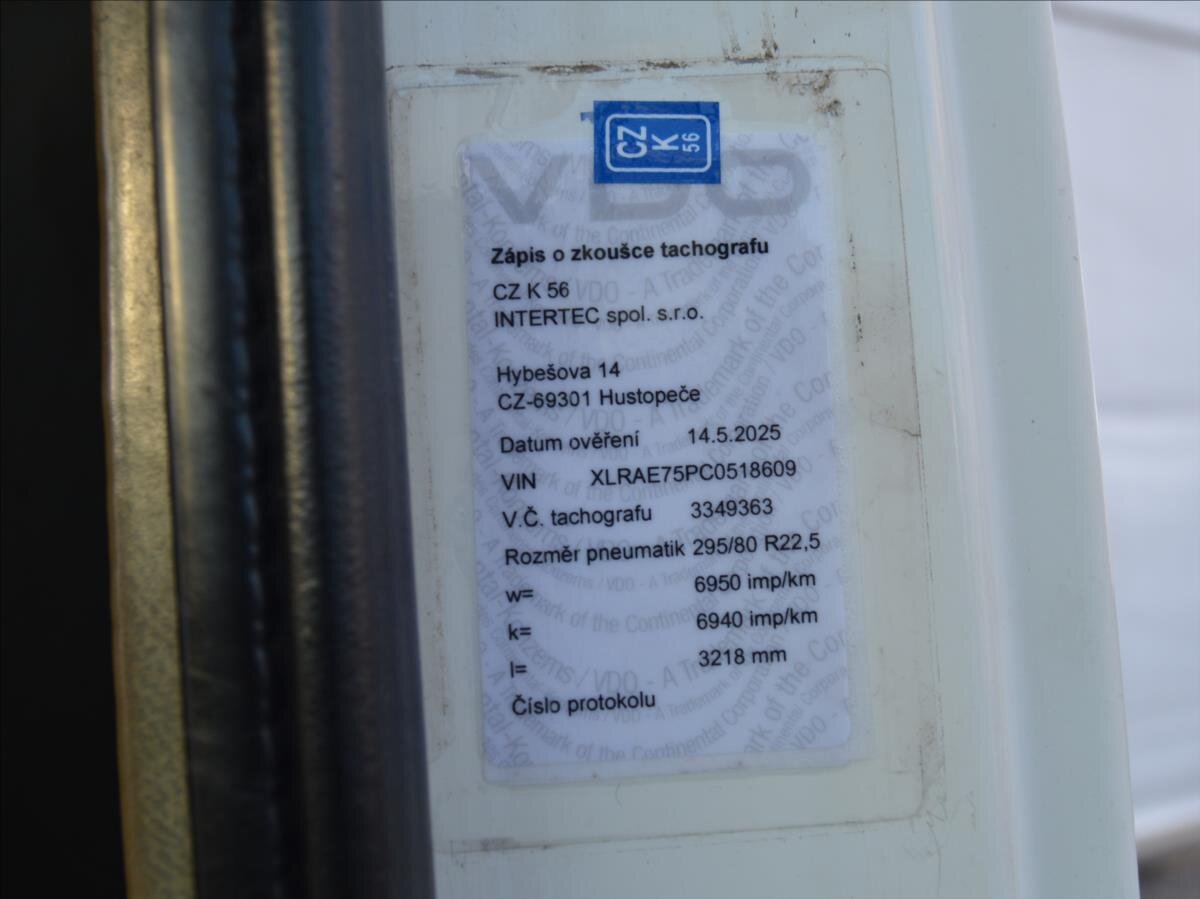 CZ
K
56
VDO
Zápis o zkoušce tachografu
CZ K 56
INTERTEC spol. s.r.o.
Hybešova 14
CZ-69301 Hustopeče
Datum ověření 14.5.2025
VIN XLRAE75PC0518609
V.Č. tachografu 3349363
Rozměr pneumatik 295/80 R22,5
w= 6950 imp/km
k= 6940 imp/km
l= 3218 mm
Číslo protokolu